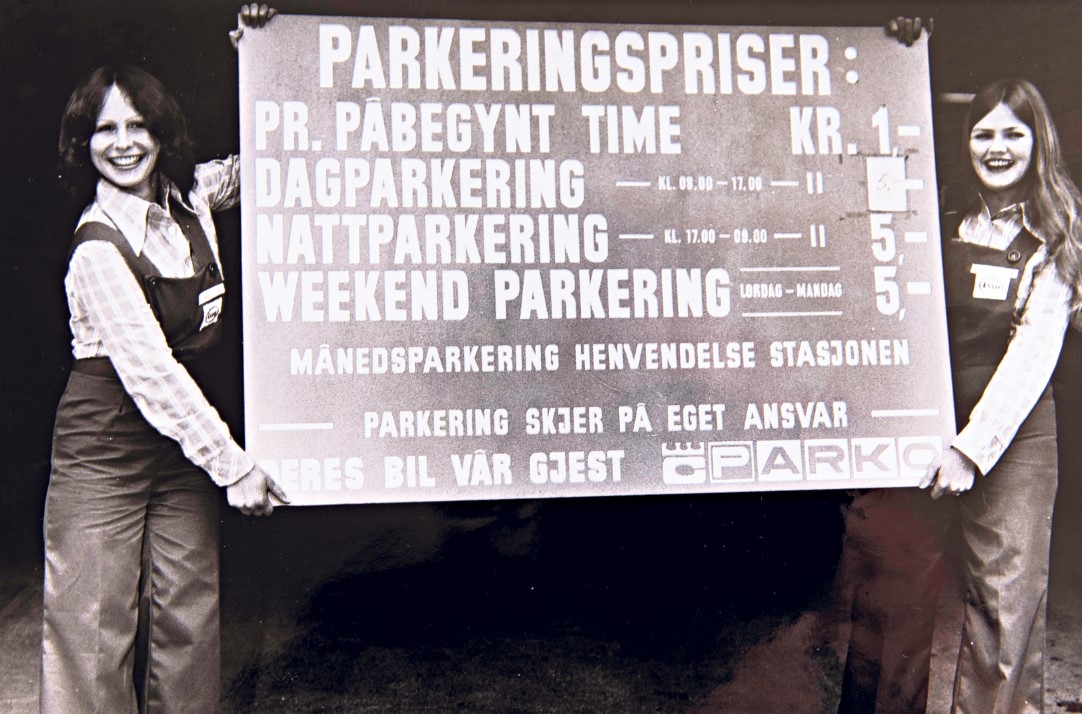 PARKERINGSPRISER:
PR. PÅBEGYNT TIME KR. 1,-
DAGPARKERING — KL. 08.00 - 17.00 — II 5,-
NATTPARKERING — KL. 17.00 - 09.00 — II 5,-
WEEKEND PARKERING LØRDAG - MANDAG 5,-
MÅNEDSPARKERING HENVENDELSE STASJONEN
— PARKERING SKJER PÅ EGET ANSVAR —
DERES BIL VÅR GJEST PARKO